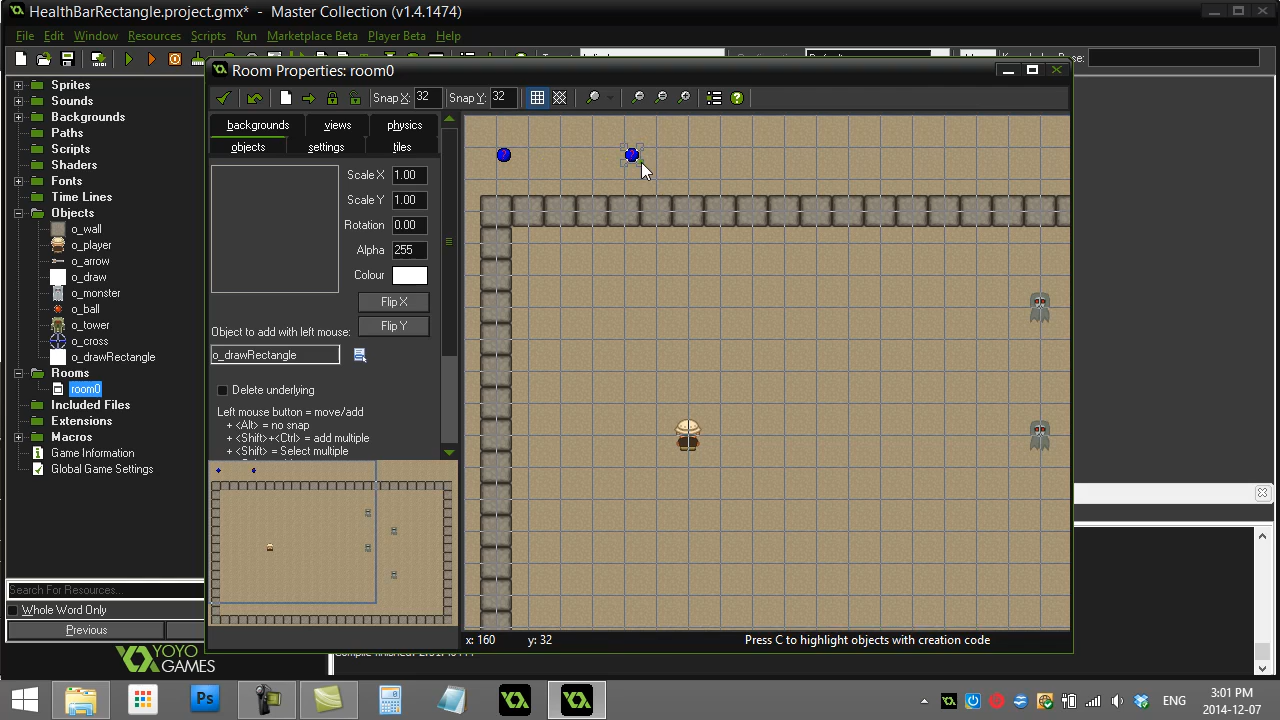 HealthBarRectangle.project.gmx* - Master Collection (v1.4.1474)
File Edit Window Resources Scripts Run Marketplace Beta Player Beta Help
Room Properties: room0
Snap X: 32 Snap Y: 32
backgrounds views physics
objects settings tiles
Scale X 1.00
Scale Y 1.00
Rotation 0.00
Alpha 255
Colour
Flip X
Flip Y
Object to add with left mouse:
o_drawRectangle
Delete underlying
Left mouse button = move/add
+ <Alt> = no snap
+ <Shift>+<Ctrl> = add multiple
+ <Shift> = Select multiple
x: 160 y: 32 Press C to highlight objects with creation code
Sprites
Sounds
Backgrounds
Paths
Scripts
Shaders
Fonts
Time Lines
Objects
o_wall
o_player
o_arrow
o_draw
o_monster
o_ball
o_tower
o_cross
o_drawRectangle
Rooms
room0
Included Files
Extensions
Macros
Game Information
Global Game Settings
Search For Resources...
Whole Word Only
Previous
YOYO
GAMES
ENG
3:01 PM
2014-12-07